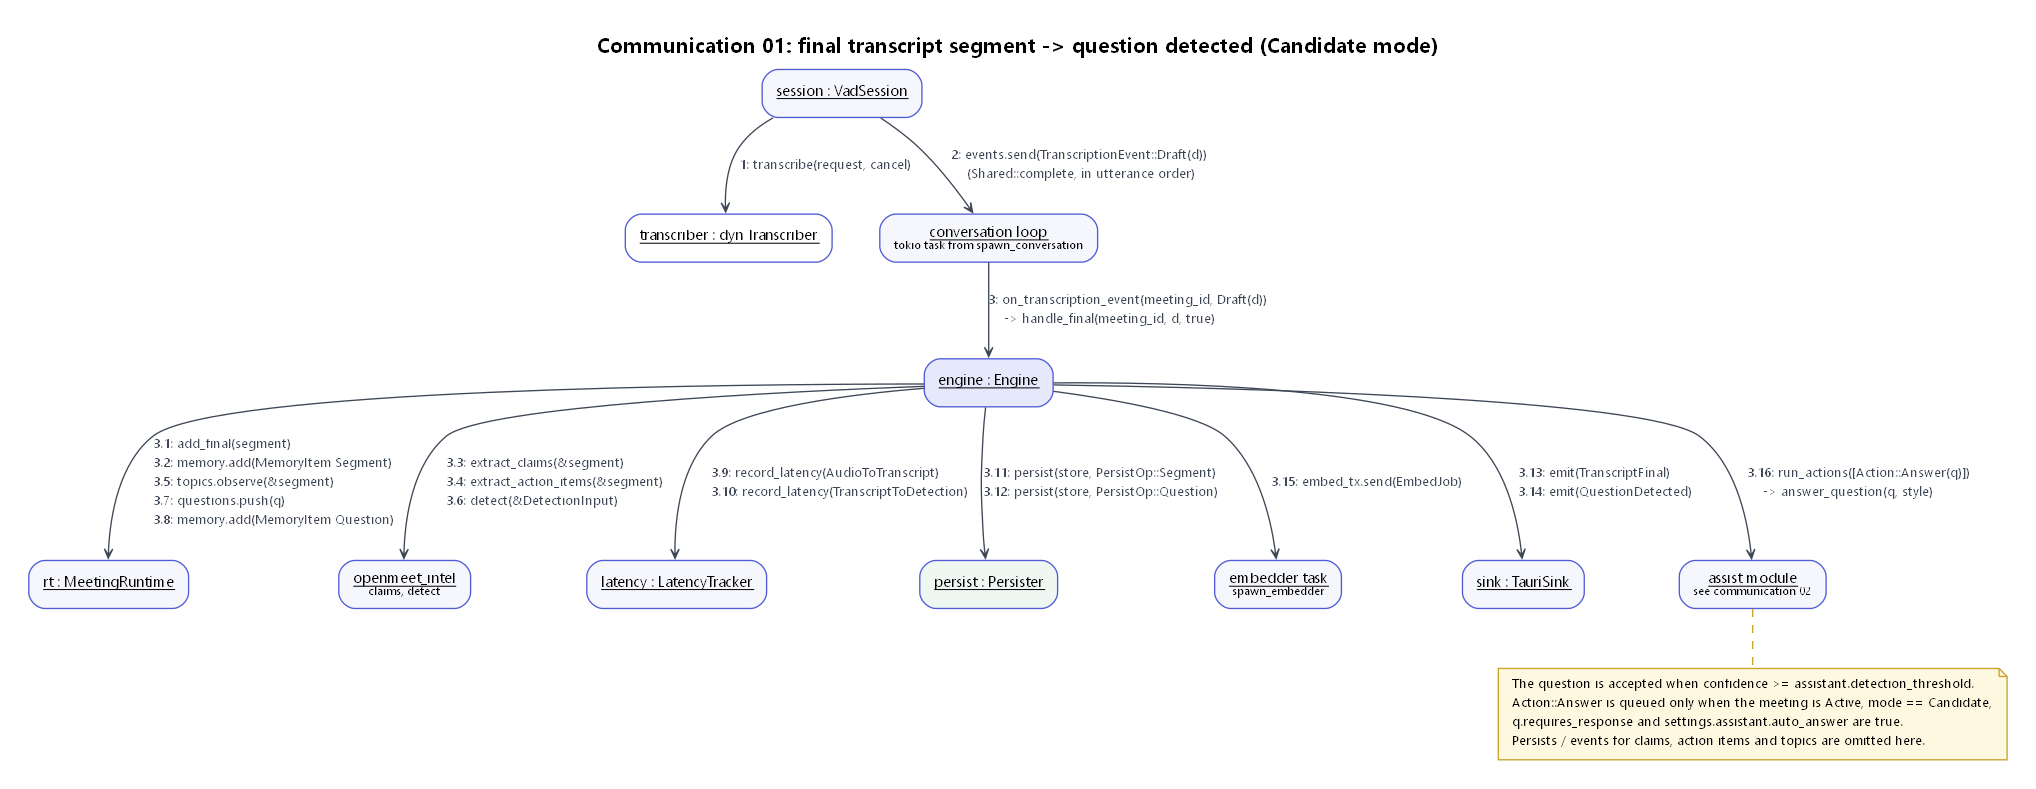 Communication 01: final transcript segment -> question detected (Candidate mode)
session : VadSession
1: transcribe(request, cancel)
2: events.send(TranscriptionEvent::Draft(d))
(Shared::complete, in utterance order)
transcriber : dyn Transcriber
conversation loop
tokio task from spawn_conversation
3: on_transcription_event(meeting_id, Draft(d))
-> handle_final(meeting_id, d, true)
engine : Engine
3.1: add_final(segment)
3.2: memory.add(MemoryItem Segment)
3.5: topics.observe(&segment)
3.7: questions.push(q)
3.8: memory.add(MemoryItem Question)
3.3: extract_claims(&segment)
3.4: extract_action_items(&segment)
3.6: detect(&DetectionInput)
3.9: record_latency(AudioToTranscript)
3.10: record_latency(TranscriptToDetection)
3.11: persist(store, PersistOp::Segment)
3.12: persist(store, PersistOp::Question)
3.15: embed_tx.send(EmbedJob)
3.13: emit(TranscriptFinal)
3.14: emit(QuestionDetected)
3.16: run_actions([Action::Answer(q)])
-> answer_question(q, style)
rt : MeetingRuntime
openmeet_intel
claims, detect
latency : LatencyTracker
persist : Persister
embedder task
spawn_embedder
sink : TauriSink
assist module
see communication 02
The question is accepted when confidence >= assistant.detection_threshold.
Action::Answer is queued only when the meeting is Active, mode == Candidate,
q.requires_response and settings.assistant.auto_answer are true.
Persists / events for claims, action items and topics are omitted here.